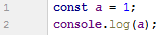 1 const a = 1;
2 console.log(a);